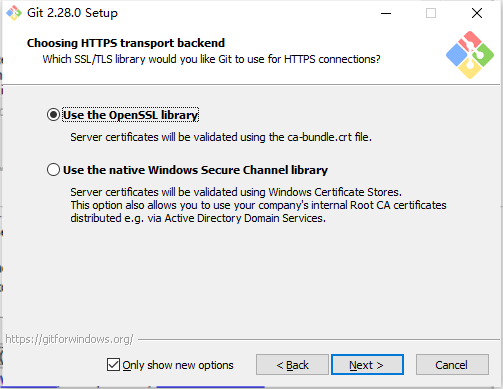 Git 2.28.0 Setup
Choosing HTTPS transport backend
Which SSL/TLS library would you like Git to use for HTTPS connections?
Use the OpenSSL library
Server certificates will be validated using the ca-bundle.crt file.
Use the native Windows Secure Channel library
Server certificates will be validated using Windows Certificate Stores.
This option also allows you to use your company's internal Root CA certificates
distributed e.g. via Active Directory Domain Services.
https://gitforwindows.org/
Only show new options
< Back
Next >
Cancel